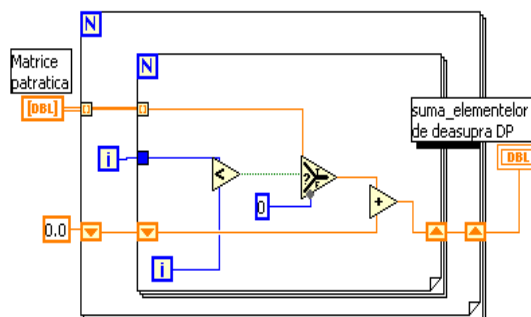 N
Matrice
patratica
N
[DBL]
suma_elementelor
de deasupra DP
DBL
i
<
?
T
F
0
+
0.0
i